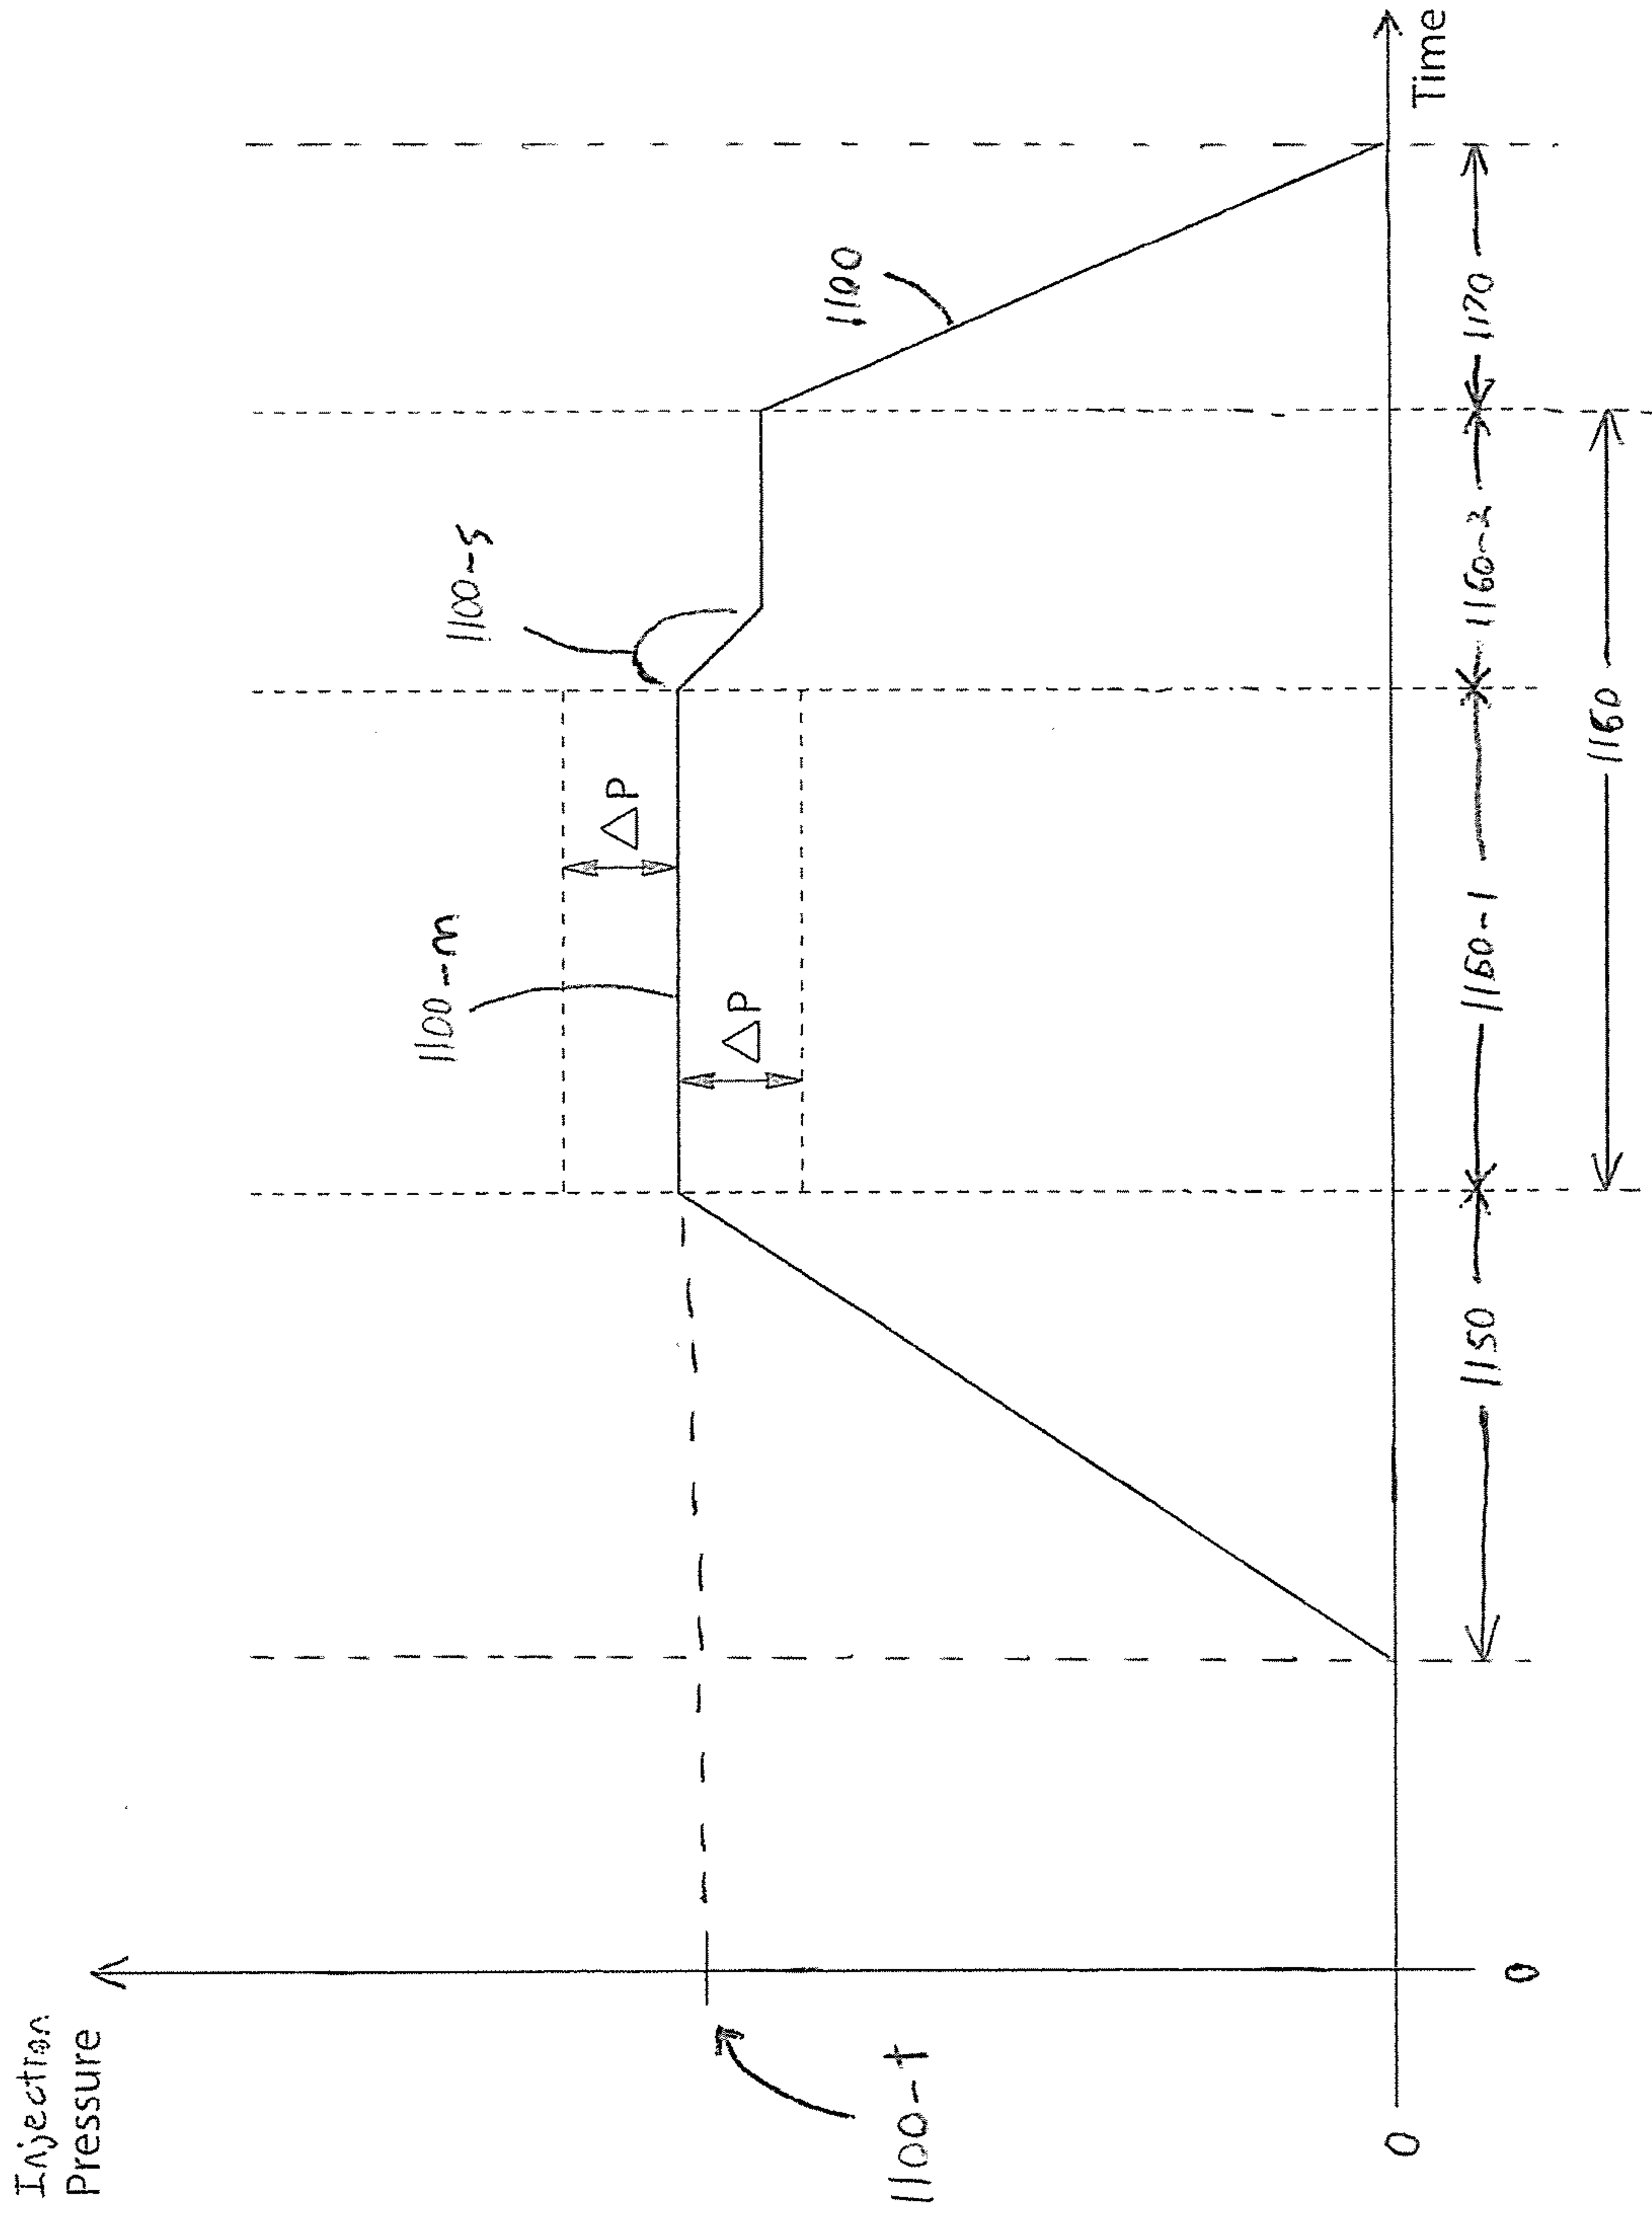 Injection
Pressure
1100-t
1100-m
1100-s
1100
ΔP
ΔP
0
0
Time
1150
1160-1
1160-2
1170
1160